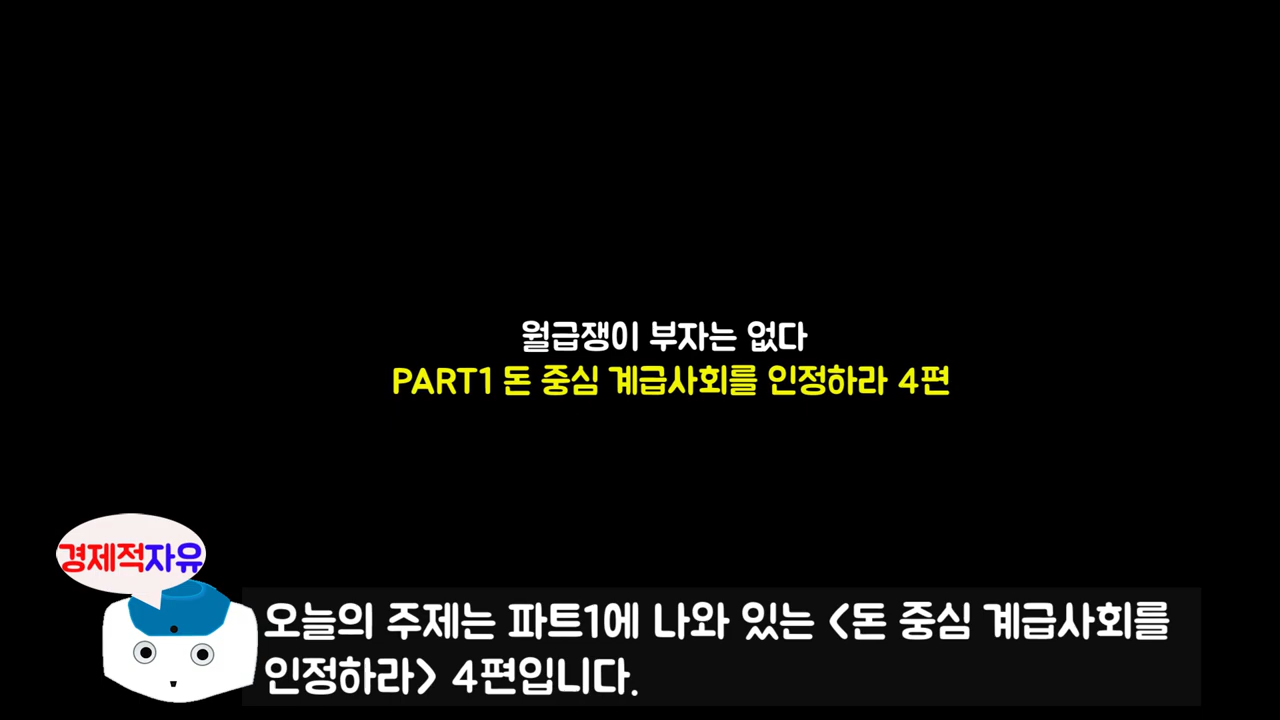 월급쟁이 부자는 없다
PART1 돈 중심 계급사회를 인정하라 4편
경제적자유
오늘의 주제는 파트1에 나와 있는 <돈 중심 계급사회를
인정하라> 4편입니다.